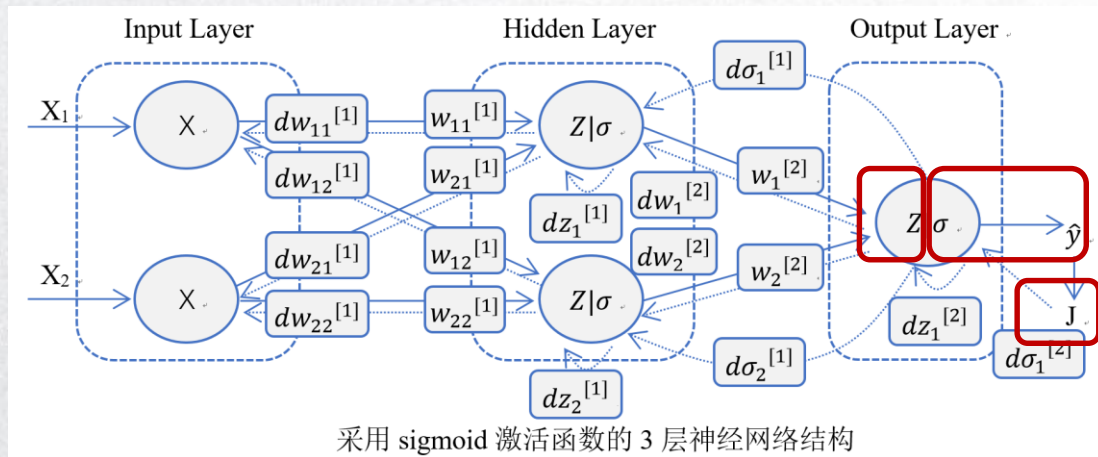 Input Layer
Hidden Layer
Output Layer
dσ₁^[1]
X₁
X
dw₁₁^[1]
w₁₁^[1]
Z|σ
dw₁₂^[1]
w₂₁^[1]
w₁^[2]
dz₁^[1]
dw₁^[2]
Z|σ
ŷ
dw₂₁^[1]
w₁₂^[1]
dw₂^[2]
w₂^[2]
X₂
X
dw₂₂^[1]
w₂₂^[1]
Z|σ
dz₁^[2]
J
dσ₂^[1]
dσ₁^[2]
dz₂^[1]
采用 sigmoid 激活函数的 3 层神经网络结构